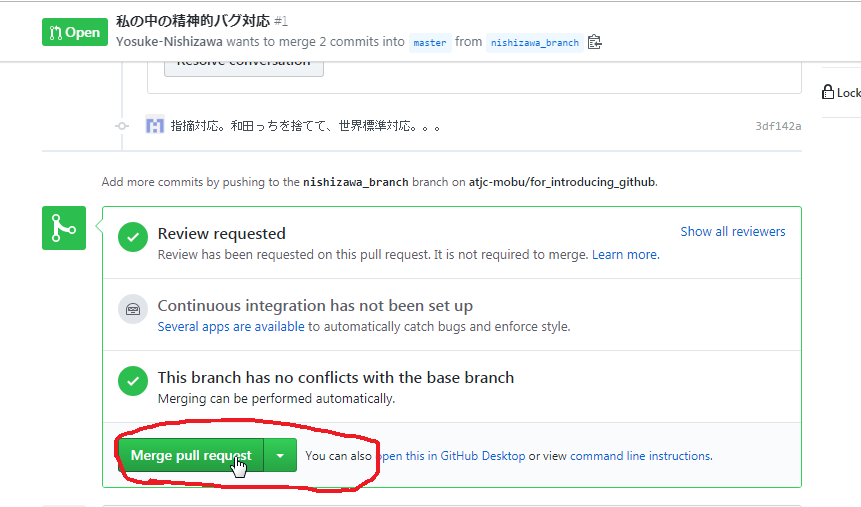 Open
私の中の精神的バグ対応 #1
Yosuke-Nishizawa wants to merge 2 commits into master from nishizawa_branch
Resolve conversation
Lock
指摘対応。和田っちを捨てて、世界標準対応。。。 3df142a
Add more commits by pushing to the nishizawa_branch branch on atjc-mobu/for_introducing_github.
Review requested
Show all reviewers
Review has been requested on this pull request. It is not required to merge. Learn more.
Continuous integration has not been set up
Several apps are available to automatically catch bugs and enforce style.
This branch has no conflicts with the base branch
Merging can be performed automatically.
Merge pull request You can also open this in GitHub Desktop or view command line instructions.